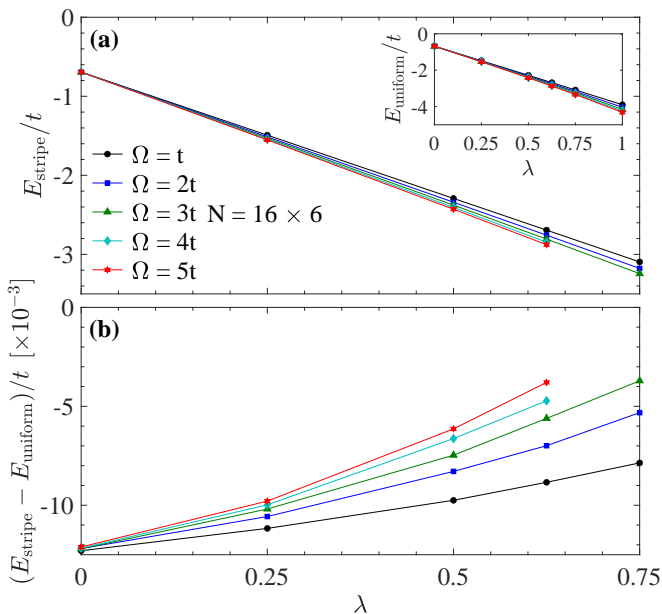 (a)
0
-1
-2
-3
E_stripe/t
Ω = t
Ω = 2t
Ω = 3t N = 16 × 6
Ω = 4t
Ω = 5t
0
-2
-4
E_uniform/t
0 0.25 0.5 0.75 1
λ
(b)
0
-5
-10
(E_stripe − E_uniform)/t [×10⁻³]
0 0.25 0.5 0.75
λ